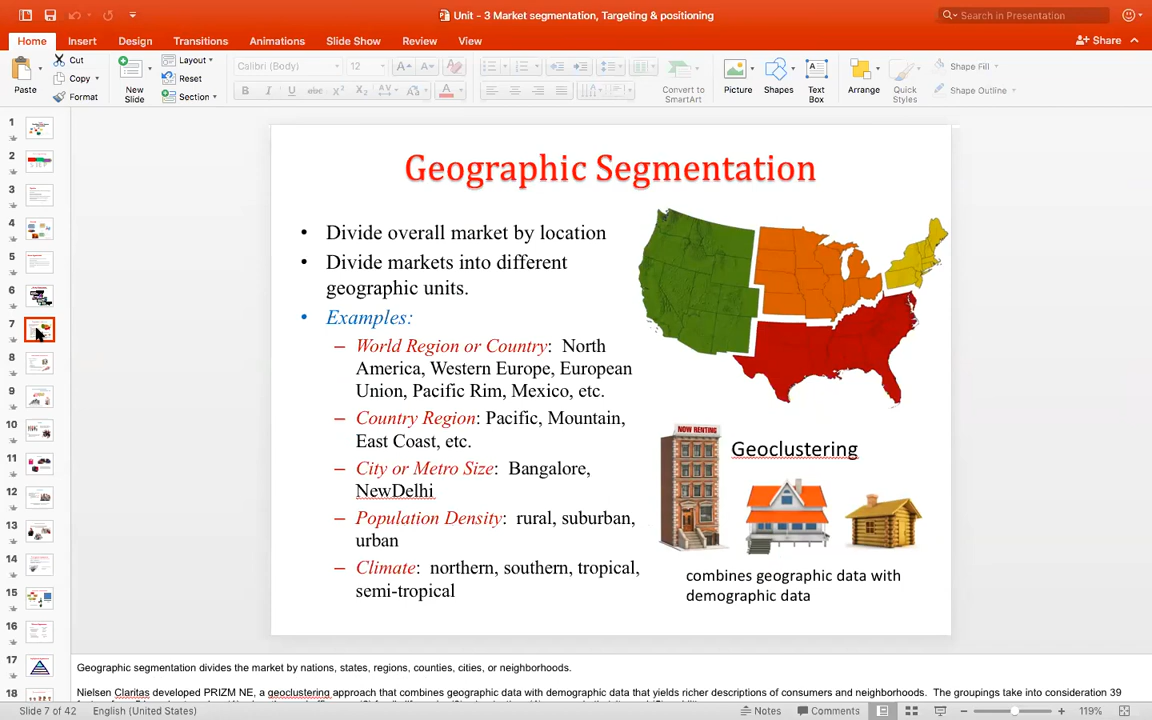 Unit - 3 Market segmentation, Targeting & positioning
Search in Presentation
Home Insert Design Transitions Animations Slide Show Review View
Share
Paste
Cut
Copy
Format
New
Slide
Layout
Reset
Section
Calibri (Body) 12
B I U abc X² X₂ AV Aa A
Convert to
SmartArt
Picture
Shapes
Text
Box
Arrange
Quick
Styles
Shape Fill
Shape Outline
1
2
3
4
5
6
7
8
9
10
11
12
13
14
15
16
17
18
Geographic Segmentation
• Divide overall market by location
• Divide markets into different
geographic units.
• Examples:
– World Region or Country: North
America, Western Europe, European
Union, Pacific Rim, Mexico, etc.
– Country Region: Pacific, Mountain,
East Coast, etc.
– City or Metro Size: Bangalore,
NewDelhi
– Population Density: rural, suburban,
urban
– Climate: northern, southern, tropical,
semi-tropical
NOW RENTING
Geoclustering
combines geographic data with
demographic data
Geographic segmentation divides the market by nations, states, regions, counties, cities, or neighborhoods.
Nielsen Claritas developed PRIZM NE, a geoclustering approach that combines geographic data with demographic data that yields richer descriptions of consumers and neighborhoods. The groupings take into consideration 39
Slide 7 of 42 English (United States)
Notes Comments 119%